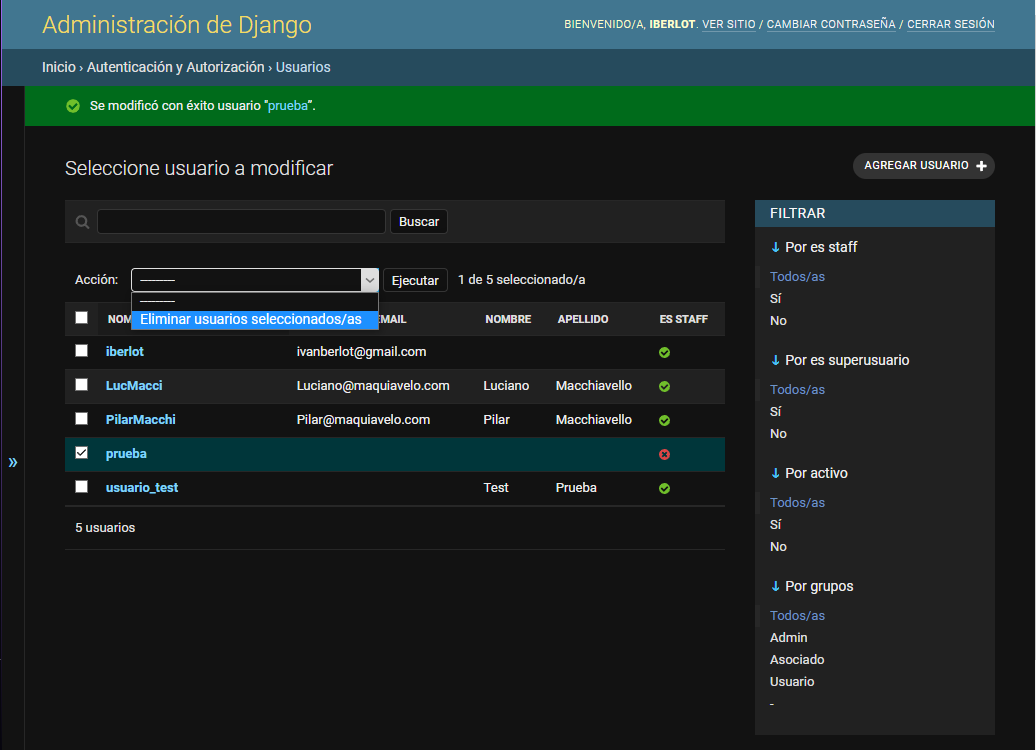 Administración de Django
BIENVENIDO/A, IBERLOT. VER SITIO / CAMBIAR CONTRASEÑA / CERRAR SESIÓN
Inicio › Autenticación y Autorización › Usuarios
Se modificó con éxito usuario "prueba".
Seleccione usuario a modificar
AGREGAR USUARIO +
Buscar
Acción: --------- Ejecutar 1 de 5 seleccionado/a
---------
Eliminar usuarios seleccionados/as
NOM MAIL NOMBRE APELLIDO ES STAFF
iberlot ivanberlot@gmail.com
LucMacci Luciano@maquiavelo.com Luciano Macchiavello
PilarMacchi Pilar@maquiavelo.com Pilar Macchiavello
prueba
usuario_test Test Prueba
5 usuarios
»
FILTRAR
↓ Por es staff
Todos/as
Sí
No
↓ Por es superusuario
Todos/as
Sí
No
↓ Por activo
Todos/as
Sí
No
↓ Por grupos
Todos/as
Admin
Asociado
Usuario
-